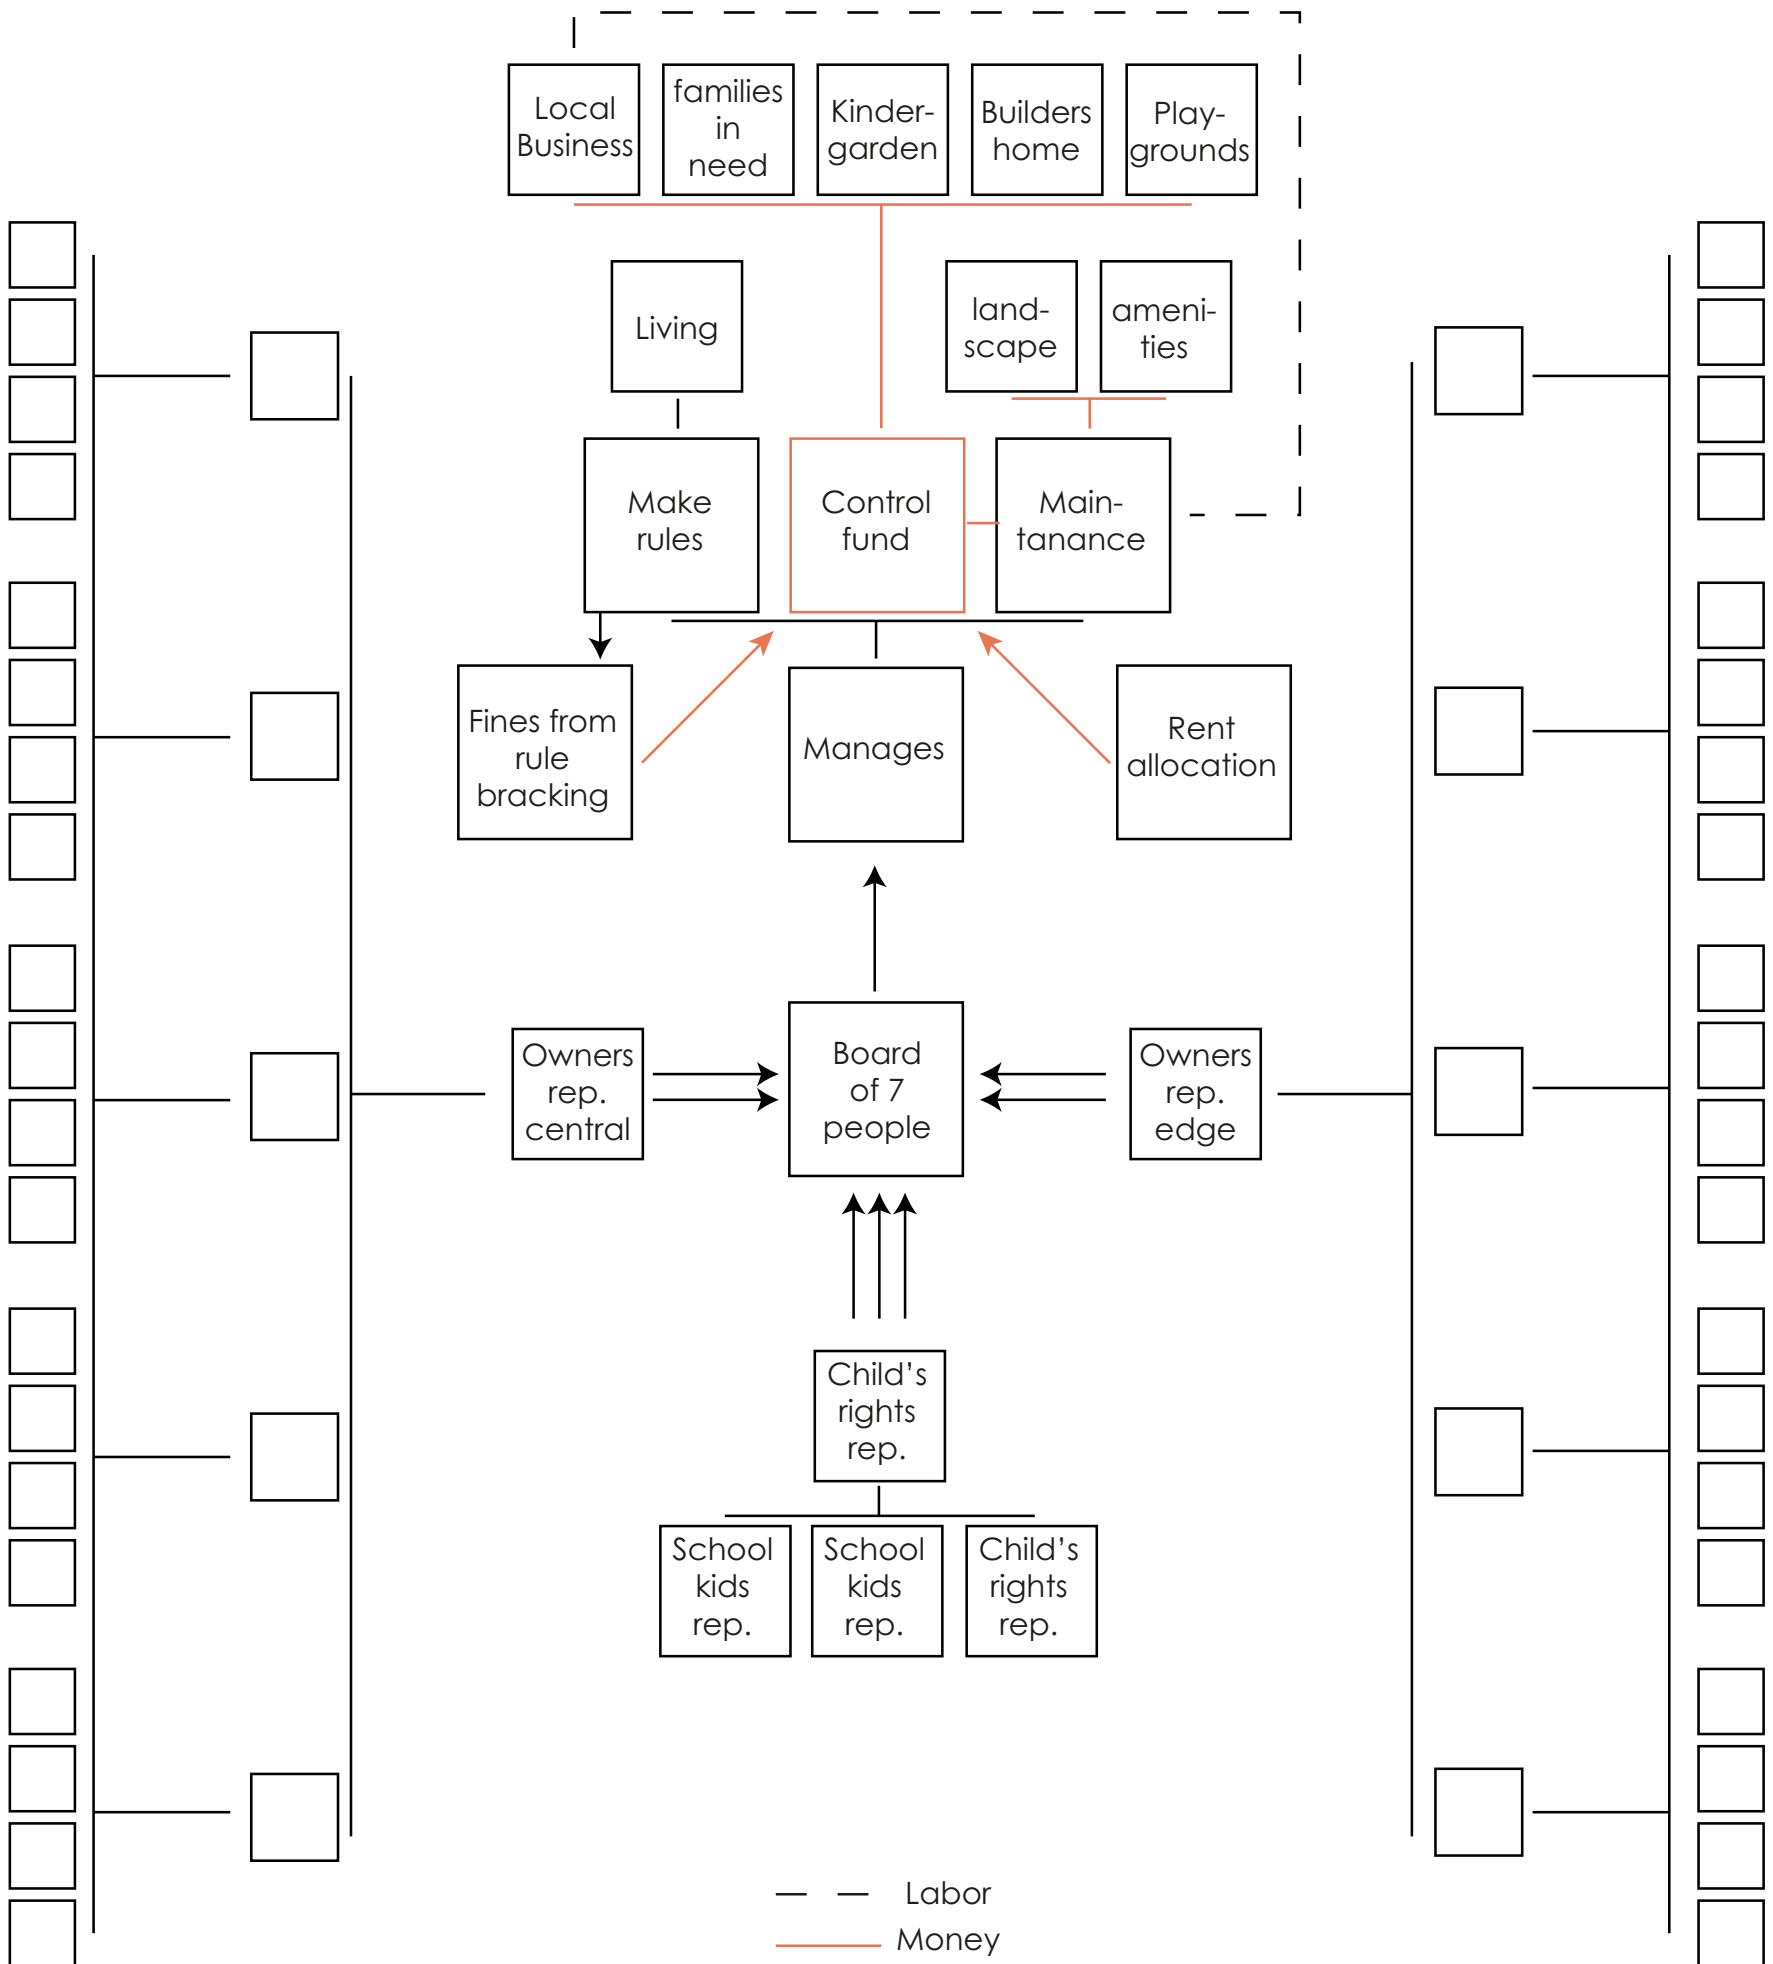 Local
Business
families
in
need
Kinder-
garden
Builders
home
Play-
grounds
Living
land-
scape
ameni-
ties
Make
rules
Control
fund
Main-
tanance
Fines from
rule
bracking
Manages
Rent
allocation
Owners
rep.
central
Board
of 7
people
Owners
rep.
edge
Child's
rights
rep.
School
kids
rep.
School
kids
rep.
Child's
rights
rep.
Labor
Money